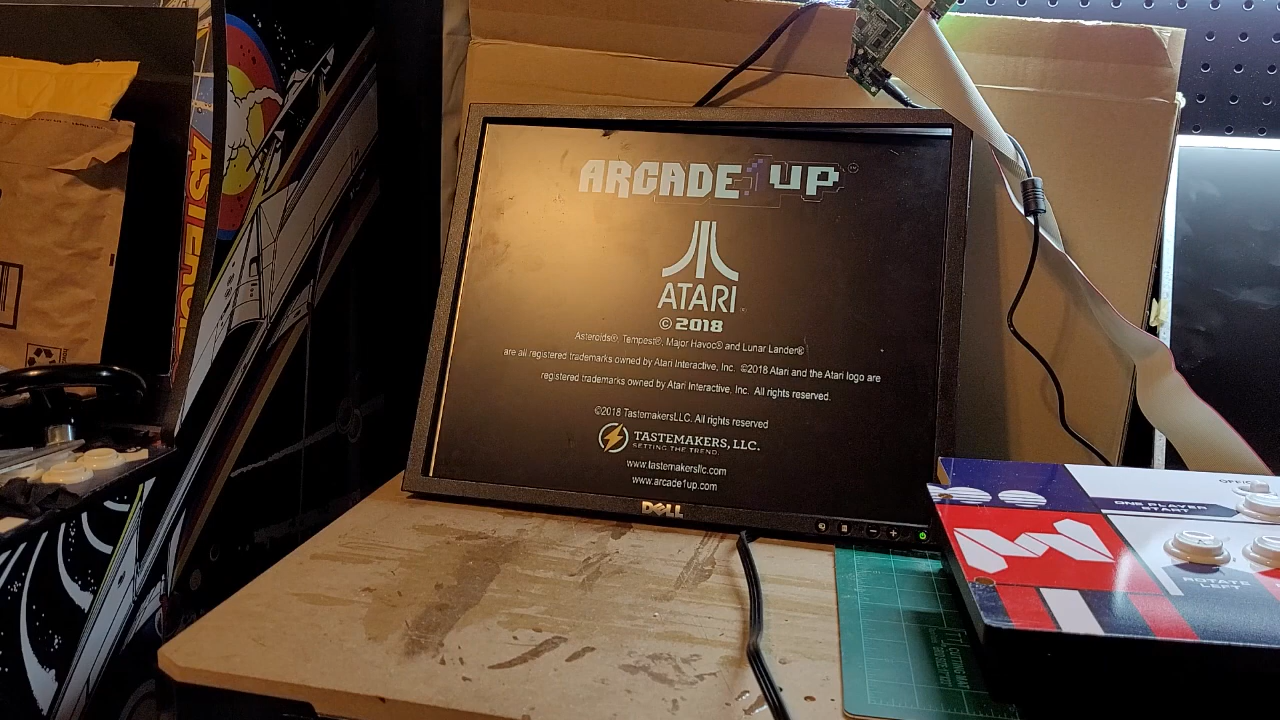 ARCADE1UP™
ATARI
© 2018
Asteroids®, Tempest®, Major Havoc® and Lunar Lander®
are all registered trademarks owned by Atari Interactive, Inc. ©2018 Atari and the Atari logo are
registered trademarks owned by Atari Interactive, Inc. All rights reserved.
©2018 TastemakersLLC. All rights reserved
TASTEMAKERS, LLC.
SETTING THE TREND.
www.tastemakersllc.com
www.arcade1up.com
DELL
ONE PLAYER
START
ROTATE
LEFT
CUTTING MAT